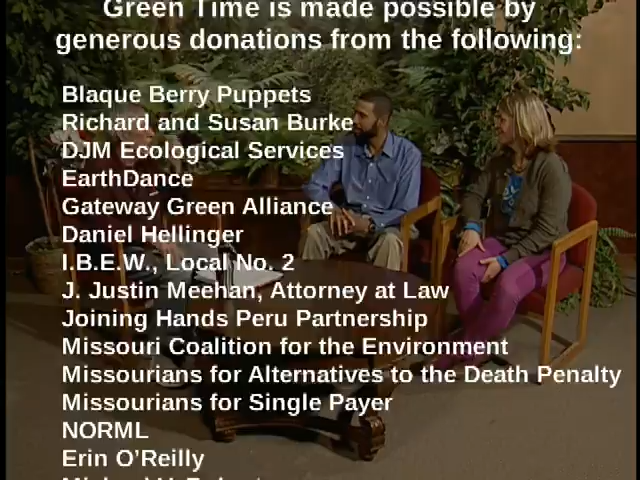 Green Time is made possible by
generous donations from the following:
Blaque Berry Puppets
Richard and Susan Burke
DJM Ecological Services
EarthDance
Gateway Green Alliance
Daniel Hellinger
I.B.E.W., Local No. 2
J. Justin Meehan, Attorney at Law
Joining Hands Peru Partnership
Missouri Coalition for the Environment
Missourians for Alternatives to the Death Penalty
Missourians for Single Payer
NORML
Erin O'Reilly